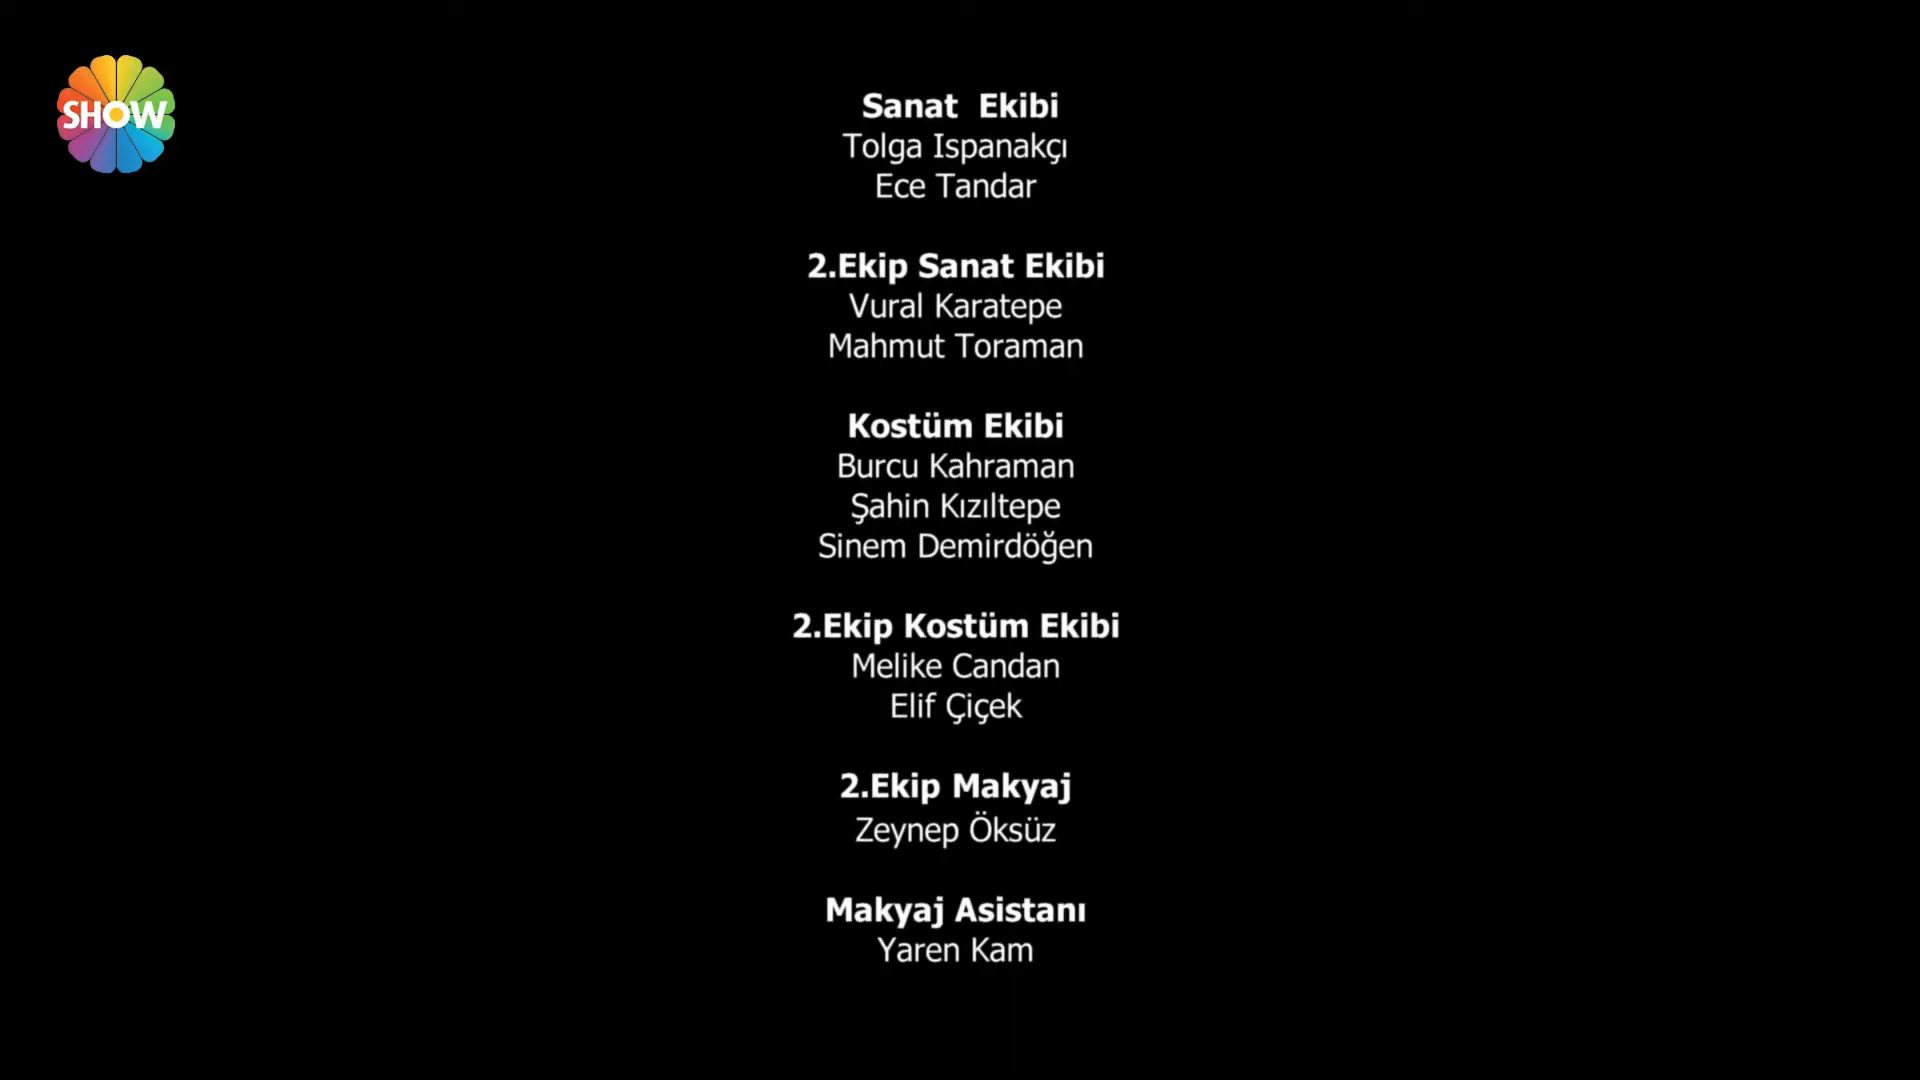 SHOW
Sanat Ekibi
Tolga Ispanakçı
Ece Tandar
2.Ekip Sanat Ekibi
Vural Karatepe
Mahmut Toraman
Kostüm Ekibi
Burcu Kahraman
Şahin Kızıltepe
Sinem Demirdöğen
2.Ekip Kostüm Ekibi
Melike Candan
Elif Çiçek
2.Ekip Makyaj
Zeynep Öksüz
Makyaj Asistanı
Yaren Kam